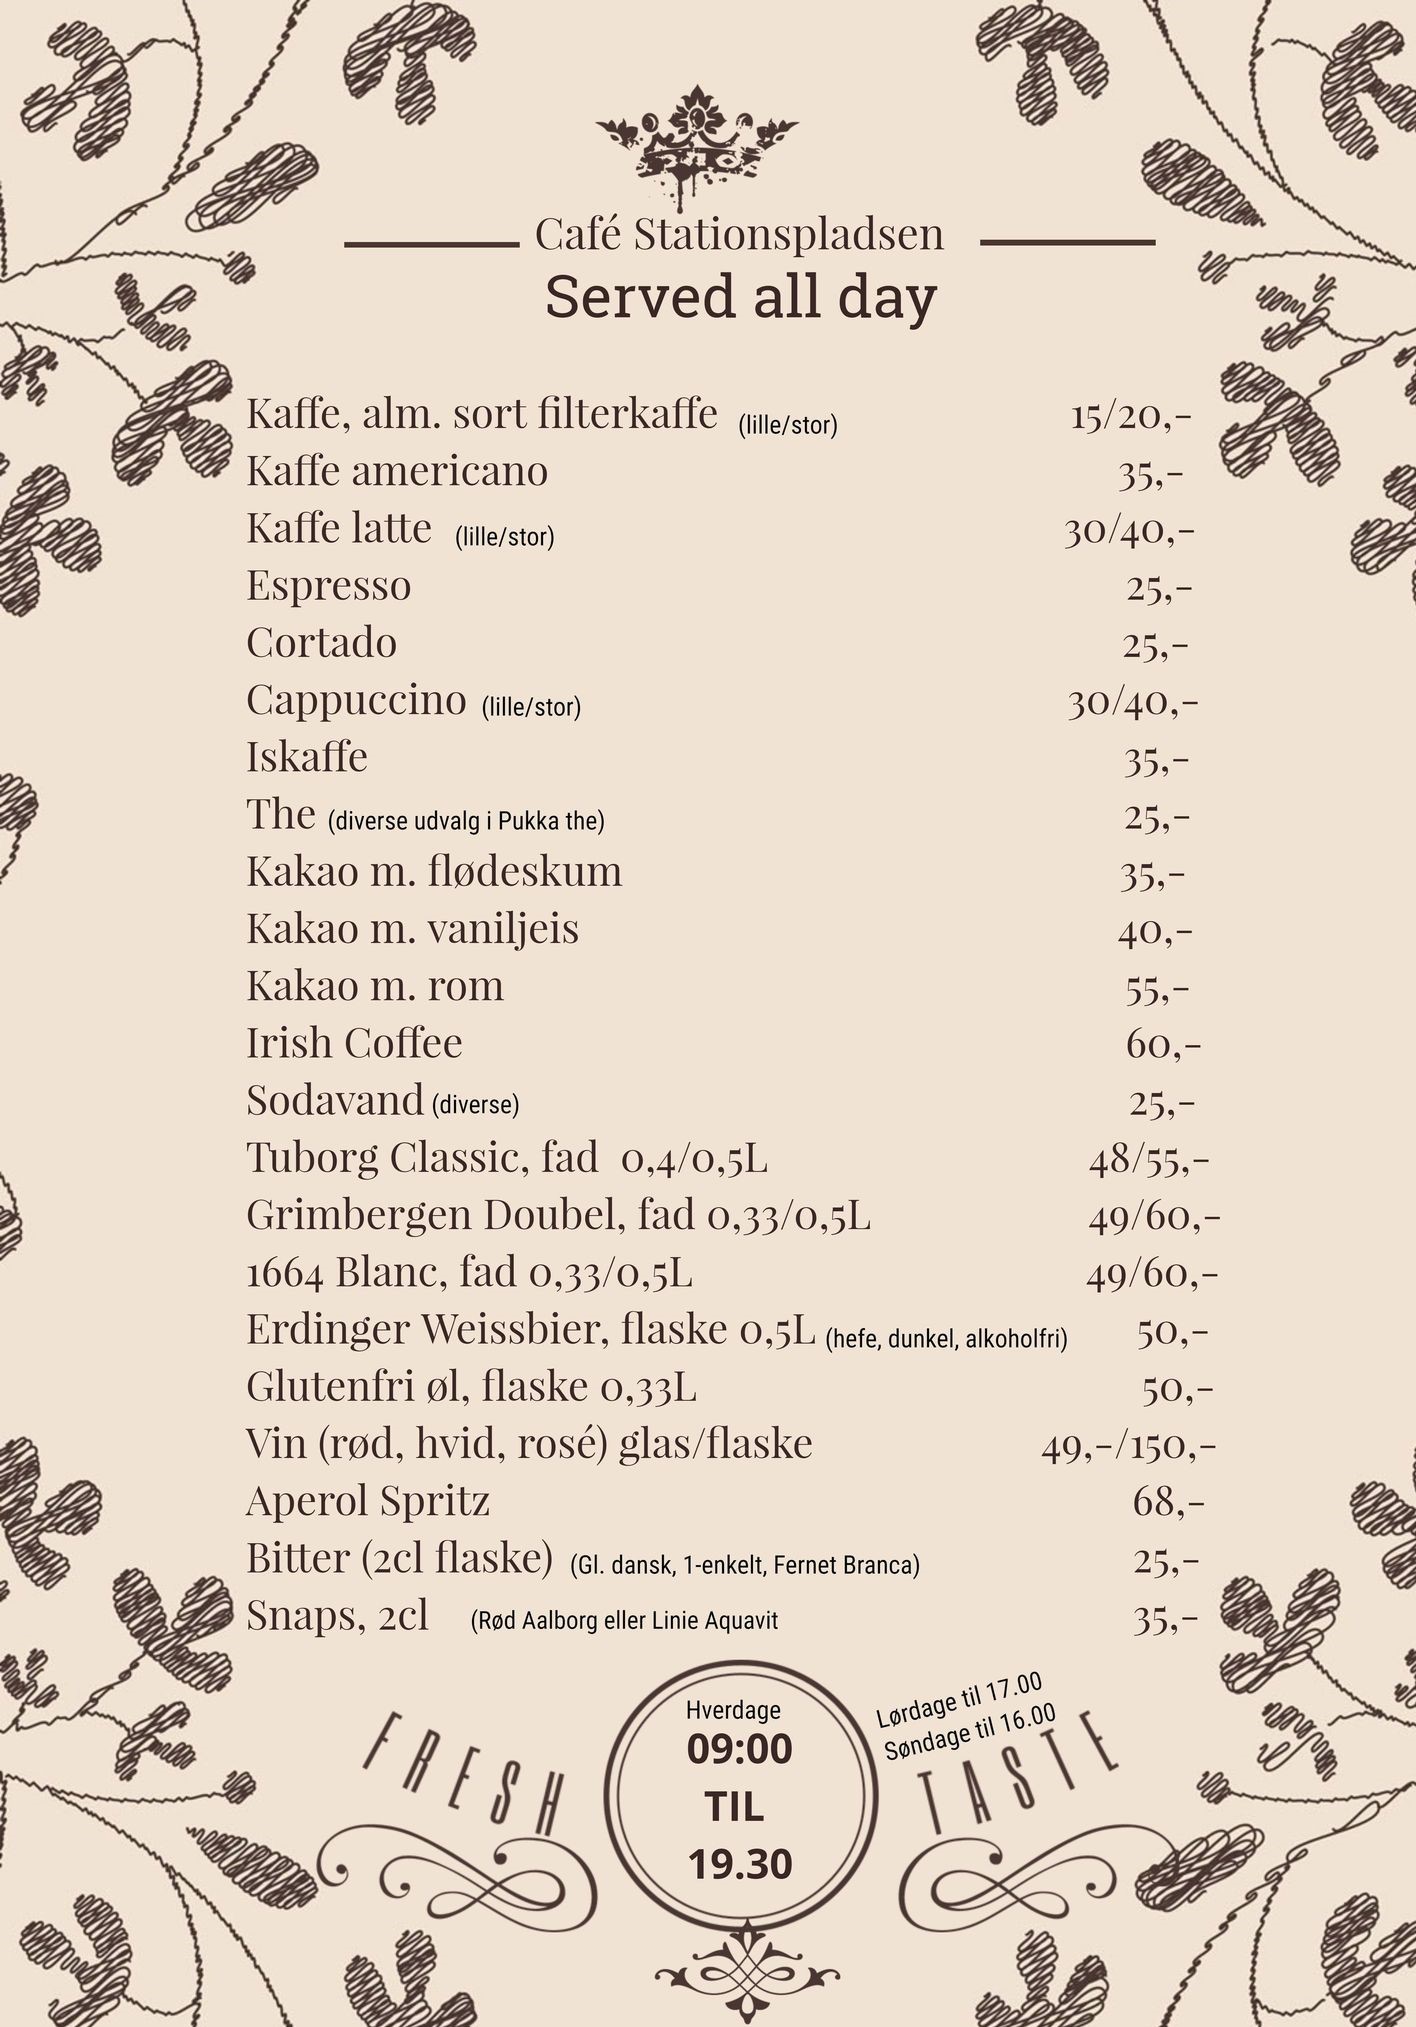 Café Stationspladsen
Served all day
Kaffe, alm. sort filterkaffe (lille/stor) 15/20,-
Kaffe americano 35,-
Kaffe latte (lille/stor) 30/40,-
Espresso 25,-
Cortado 25,-
Cappuccino (lille/stor) 30/40,-
Iskaffe 35,-
The (diverse udvalg i Pukka the) 25,-
Kakao m. flødeskum 35,-
Kakao m. vaniljeis 40,-
Kakao m. rom 55,-
Irish Coffee 60,-
Sodavand (diverse) 25,-
Tuborg Classic, fad 0,4/0,5L 48/55,-
Grimbergen Doubel, fad 0,33/0,5L 49/60,-
1664 Blanc, fad 0,33/0,5L 49/60,-
Erdinger Weissbier, flaske 0,5L (hefe, dunkel, alkoholfri) 50,-
Glutenfri øl, flaske 0,33L 50,-
Vin (rød, hvid, rosé) glas/flaske 49,-/150,-
Aperol Spritz 68,-
Bitter (2cl flaske) (Gl. dansk, 1-enkelt, Fernet Branca) 25,-
Snaps, 2cl (Rød Aalborg eller Linie Aquavit 35,-
FRESH
Hverdage
09:00
TIL
19.30
Lørdage til 17.00
Søndage til 16.00
TASTE